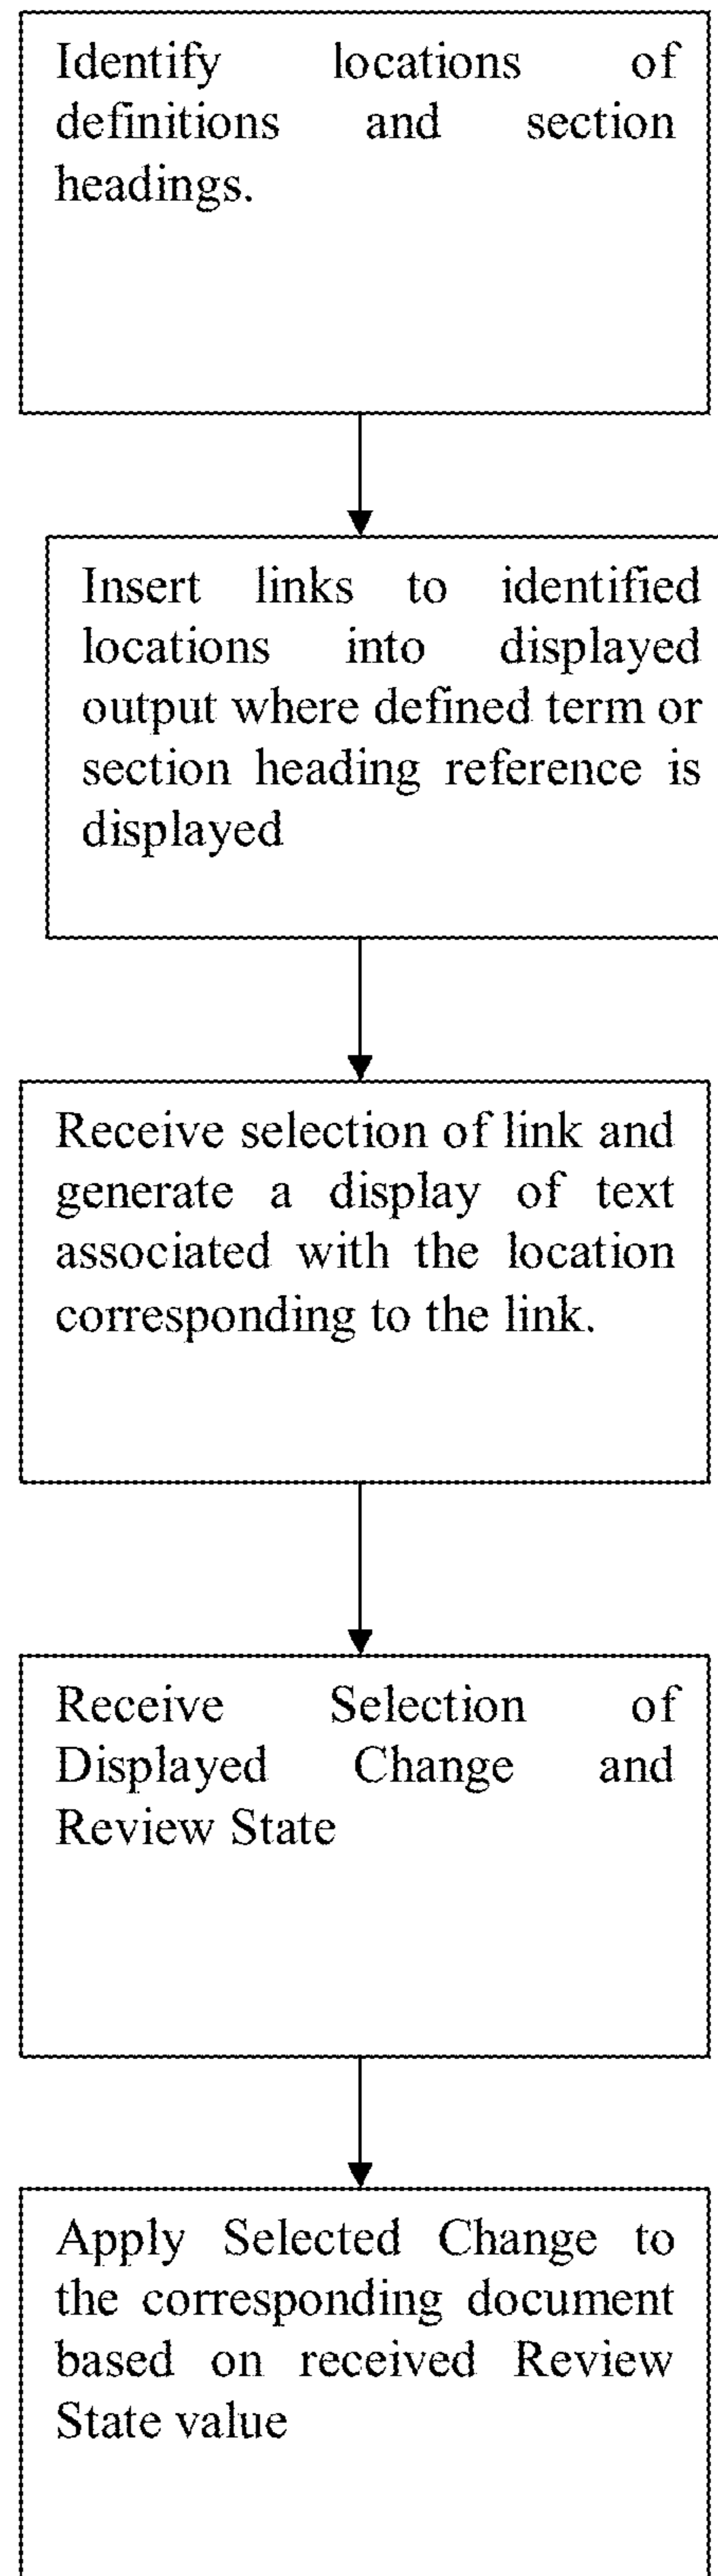 Identify locations of
definitions and section
headings.
Insert links to identified
locations into displayed
output where defined term or
section heading reference is
displayed
Receive selection of link and
generate a display of text
associated with the location
corresponding to the link.
Receive Selection of
Displayed Change and
Review State
Apply Selected Change to
the corresponding document
based on received Review
State value